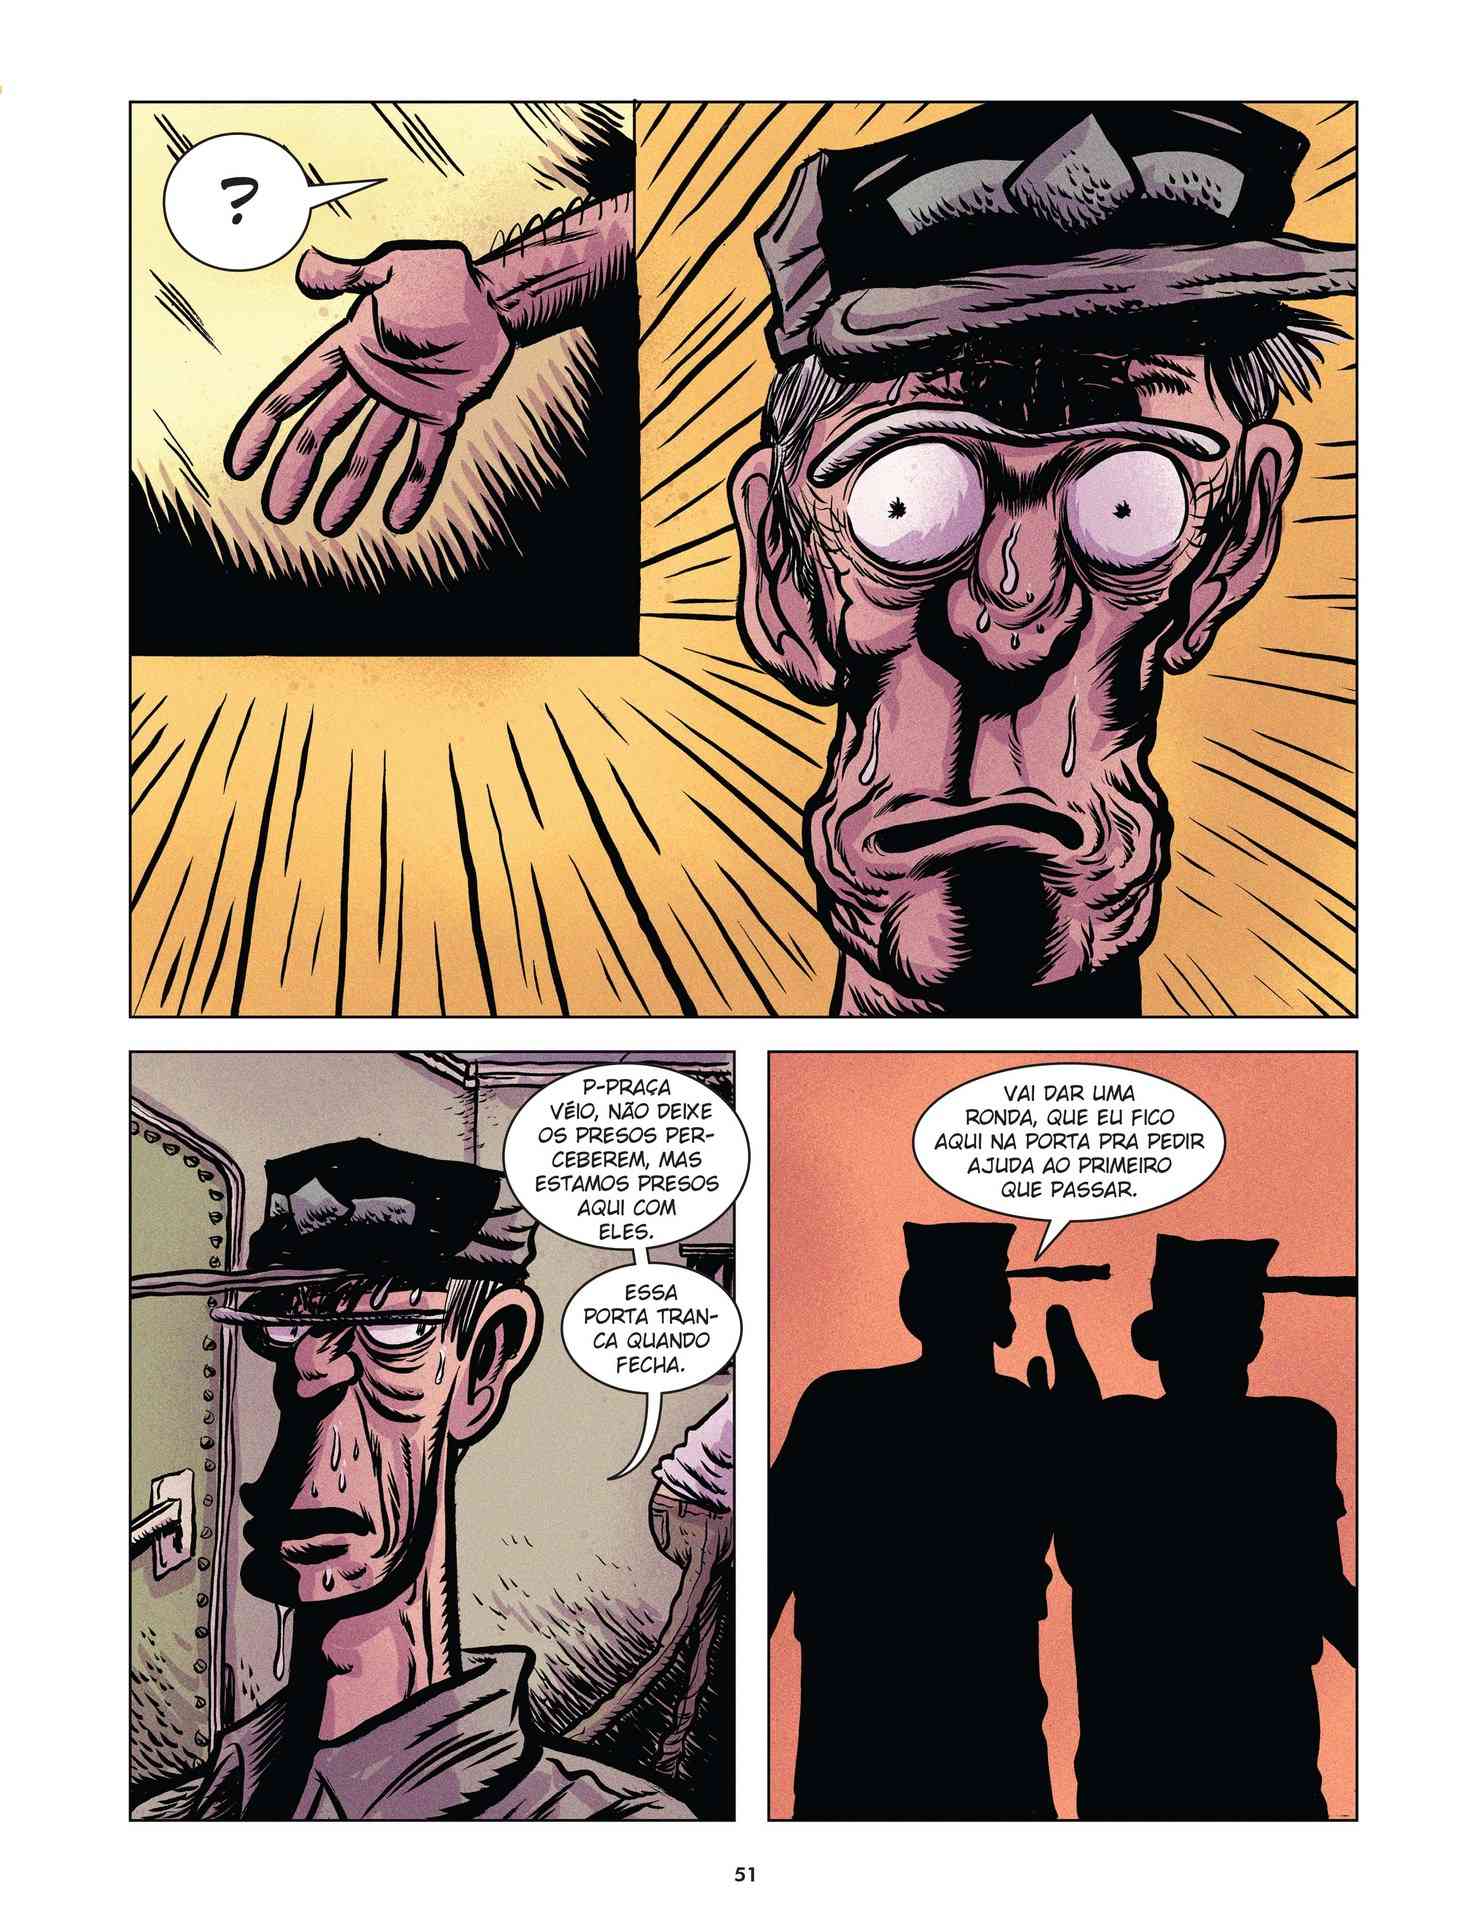 ?
P-PRAÇA
VÉIO, NÃO DEIXE
OS PRESOS PER-
CEBEREM, MAS
ESTAMOS PRESOS
AQUI COM
ELES.
ESSA
PORTA TRAN-
CA QUANDO
FECHA.
VAI DAR UMA
RONDA, QUE EU FICO
AQUI NA PORTA PRA PEDIR
AJUDA AO PRIMEIRO
QUE PASSAR.
51